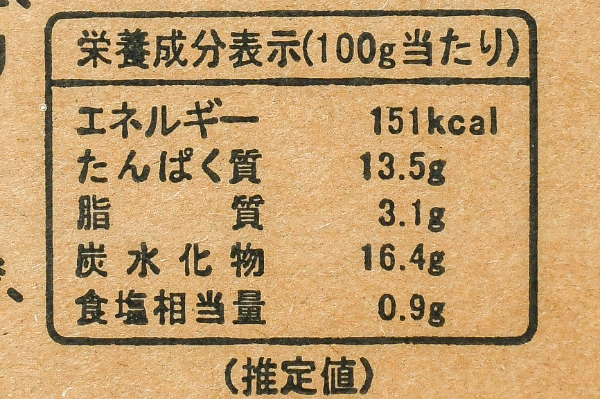 栄養成分表示(100g当たり)
エネルギー 151kcal
たんぱく質 13.5g
脂質 3.1g
炭水化物 16.4g
食塩相当量 0.9g
(推定値)